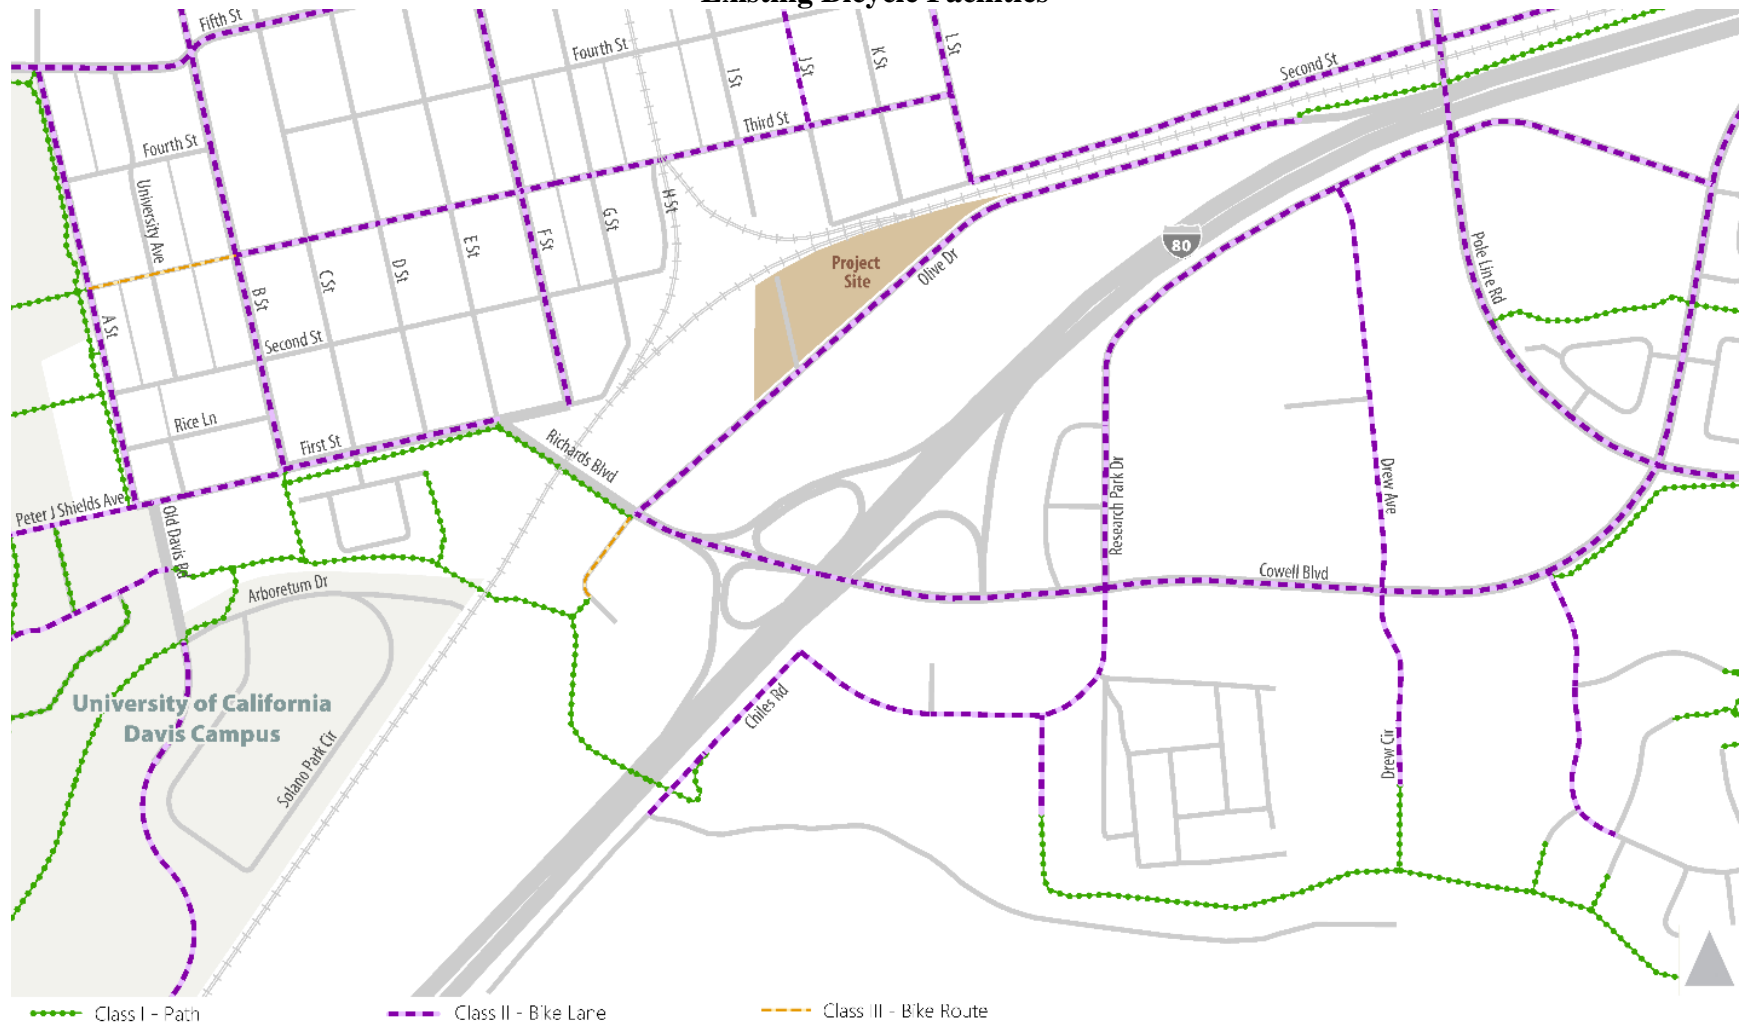 Existing Bicycle Facilities
Fifth St
Fourth St
I St
J St
K St
L St
Second St
Third St
Fourth St
University Ave
H St
G St
F St
E St
D St
C St
B St
A St
Project
Site
Olive Dr
80
Pole Line Rd
Second St
Rice Ln
First St
Richards Blvd
Peter J Shields Ave
Old Davis Rd
Research Park Dr
Drew Ave
Cowell Blvd
Arboretum Dr
University of California
Davis Campus
Solano Park Cir
Chiles Rd
Drew Cir
Class I - Path
Class II - Bike Lane
Class III - Bike Route